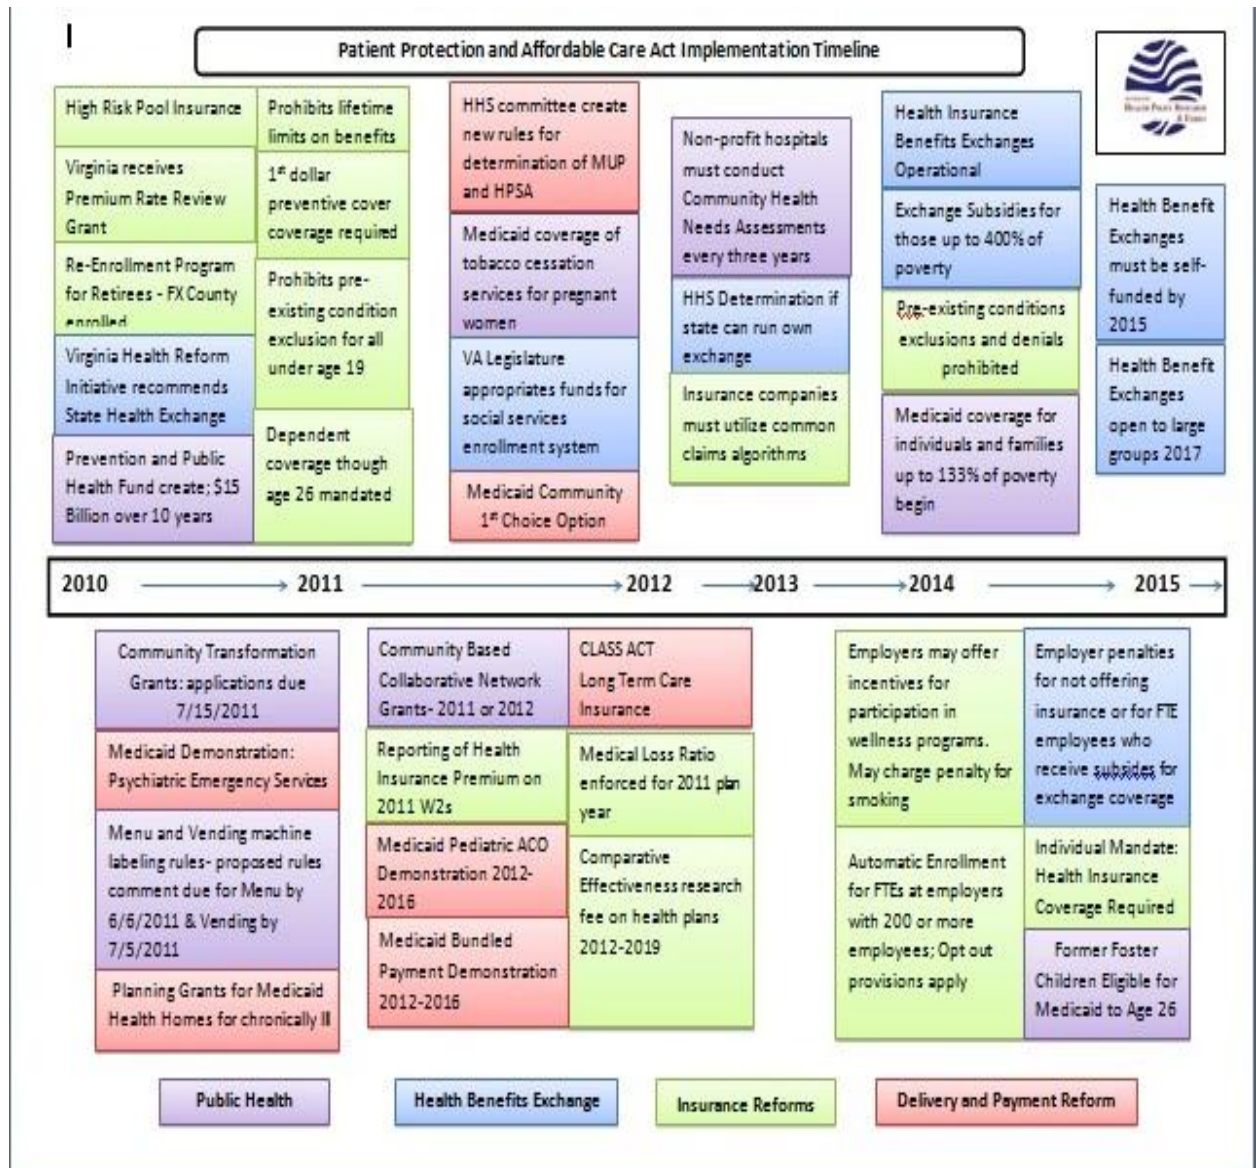 Patient Protection and Affordable Care Act Implementation Timeline
High Risk Pool Insurance
Virginia receives
Premium Rate Review
Grant
Re-Enrollment Program
for Retirees - FX County
enrolled
Virginia Health Reform
Initiative recommends
State Health Exchange
Prevention and Public
Health Fund create; $15
Billion over 10 years
Prohibits lifetime
limits on benefits
1st dollar
preventive cover
coverage required
Prohibits pre-
existing condition
exclusion for all
under age 19
Dependent
coverage though
age 26 mandated
HHS committee create
new rules for
determination of MUP
and HPSA
Medicaid coverage of
tobacco cessation
services for pregnant
women
VA Legislature
appropriates funds for
social services
enrollment system
Medicaid Community
1st Choice Option
Non-profit hospitals
must conduct
Community Health
Needs Assessments
every three years
HHS Determination if
state can run own
exchange
Insurance companies
must utilize common
claims algorithms
Health Insurance
Benefits Exchanges
Operational
Exchange Subsidies for
those up to 400% of
poverty
Pre-existing conditions
exclusions and denials
prohibited
Medicaid coverage for
individuals and families
up to 133% of poverty
begin
Health Benefit
Exchanges
must be self-
funded by
2015
Health Benefit
Exchanges
open to large
groups 2017
2010 2011 2012 2013 2014 2015
Community Transformation
Grants: applications due
7/15/2011
Medicaid Demonstration:
Psychiatric Emergency Services
Menu and Vending machine
labeling rules- proposed rules
comment due for Menu by
6/6/2011 & Vending by
7/5/2011
Planning Grants for Medicaid
Health Homes for chronically ill
Community Based
Collaborative Network
Grants- 2011 or 2012
Reporting of Health
Insurance Premium on
2011 W2s
Medicaid Pediatric ACO
Demonstration 2012-
2016
Medicaid Bundled
Payment Demonstration
2012-2016
CLASS ACT
Long Term Care
Insurance
Medical Loss Ratio
enforced for 2011 plan
year
Comparative
Effectiveness research
fee on health plans
2012-2019
Employers may offer
incentives for
participation in
wellness programs.
May charge penalty for
smoking
Automatic Enrollment
for FTEs at employers
with 200 or more
employees; Opt out
provisions apply
Employer penalties
for not offering
insurance or for FTE
employees who
receive subsides for
exchange coverage
Individual Mandate:
Health Insurance
Coverage Required
Former Foster
Children Eligible for
Medicaid to Age 26
Public Health
Health Benefits Exchange
Insurance Reforms
Delivery and Payment Reform